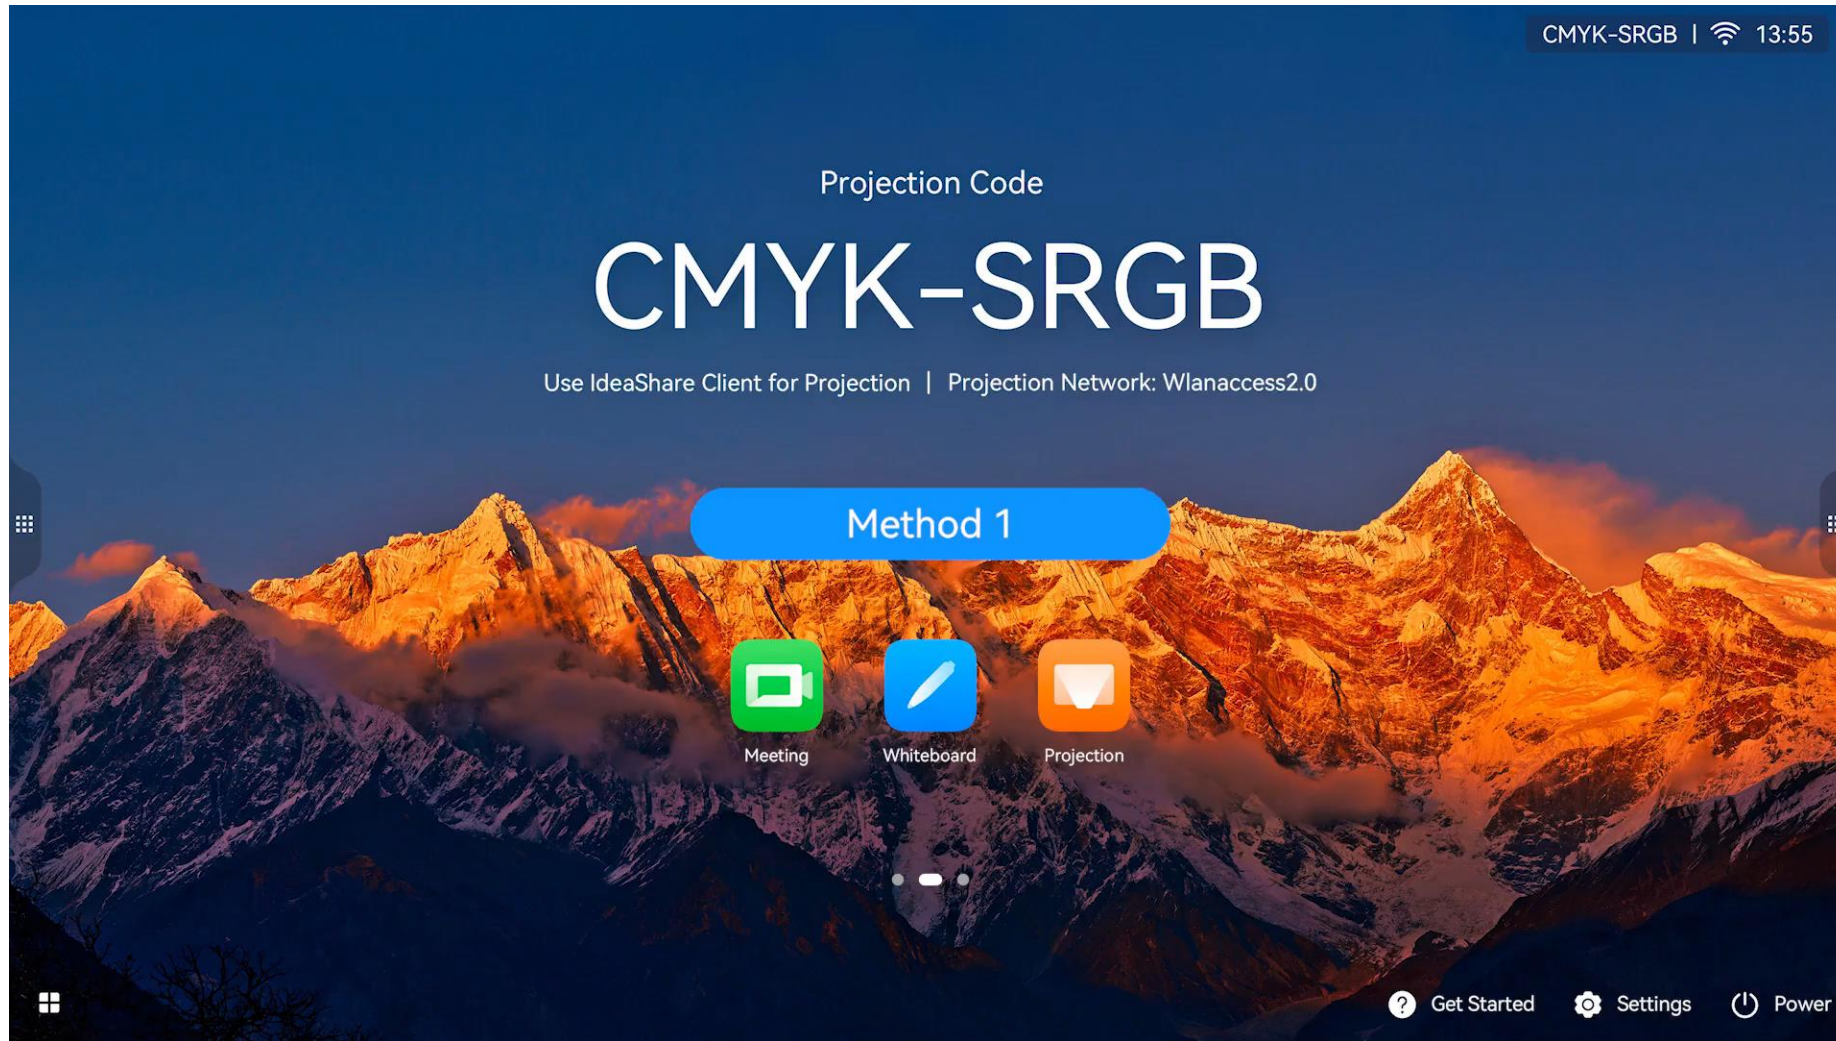 CMYK-SRGB | 13:55
Projection Code
CMYK-SRGB
Use IdeaShare Client for Projection | Projection Network: Wlanaccess2.0
Method 1
Meeting Whiteboard Projection
? Get Started Settings Power